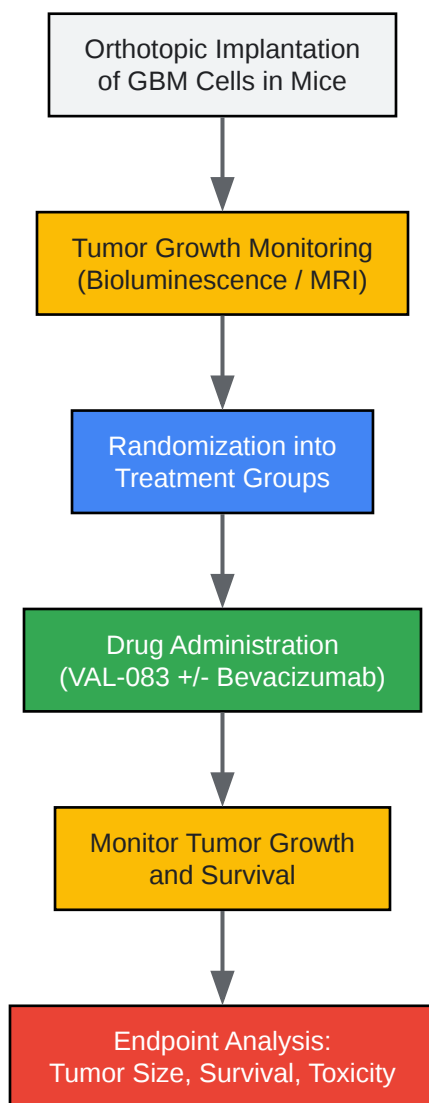 Orthotopic Implantation
of GBM Cells in Mice
Tumor Growth Monitoring
(Bioluminescence / MRI)
Randomization into
Treatment Groups
Drug Administration
(VAL-083 +/- Bevacizumab)
Monitor Tumor Growth
and Survival
Endpoint Analysis:
Tumor Size, Survival, Toxicity